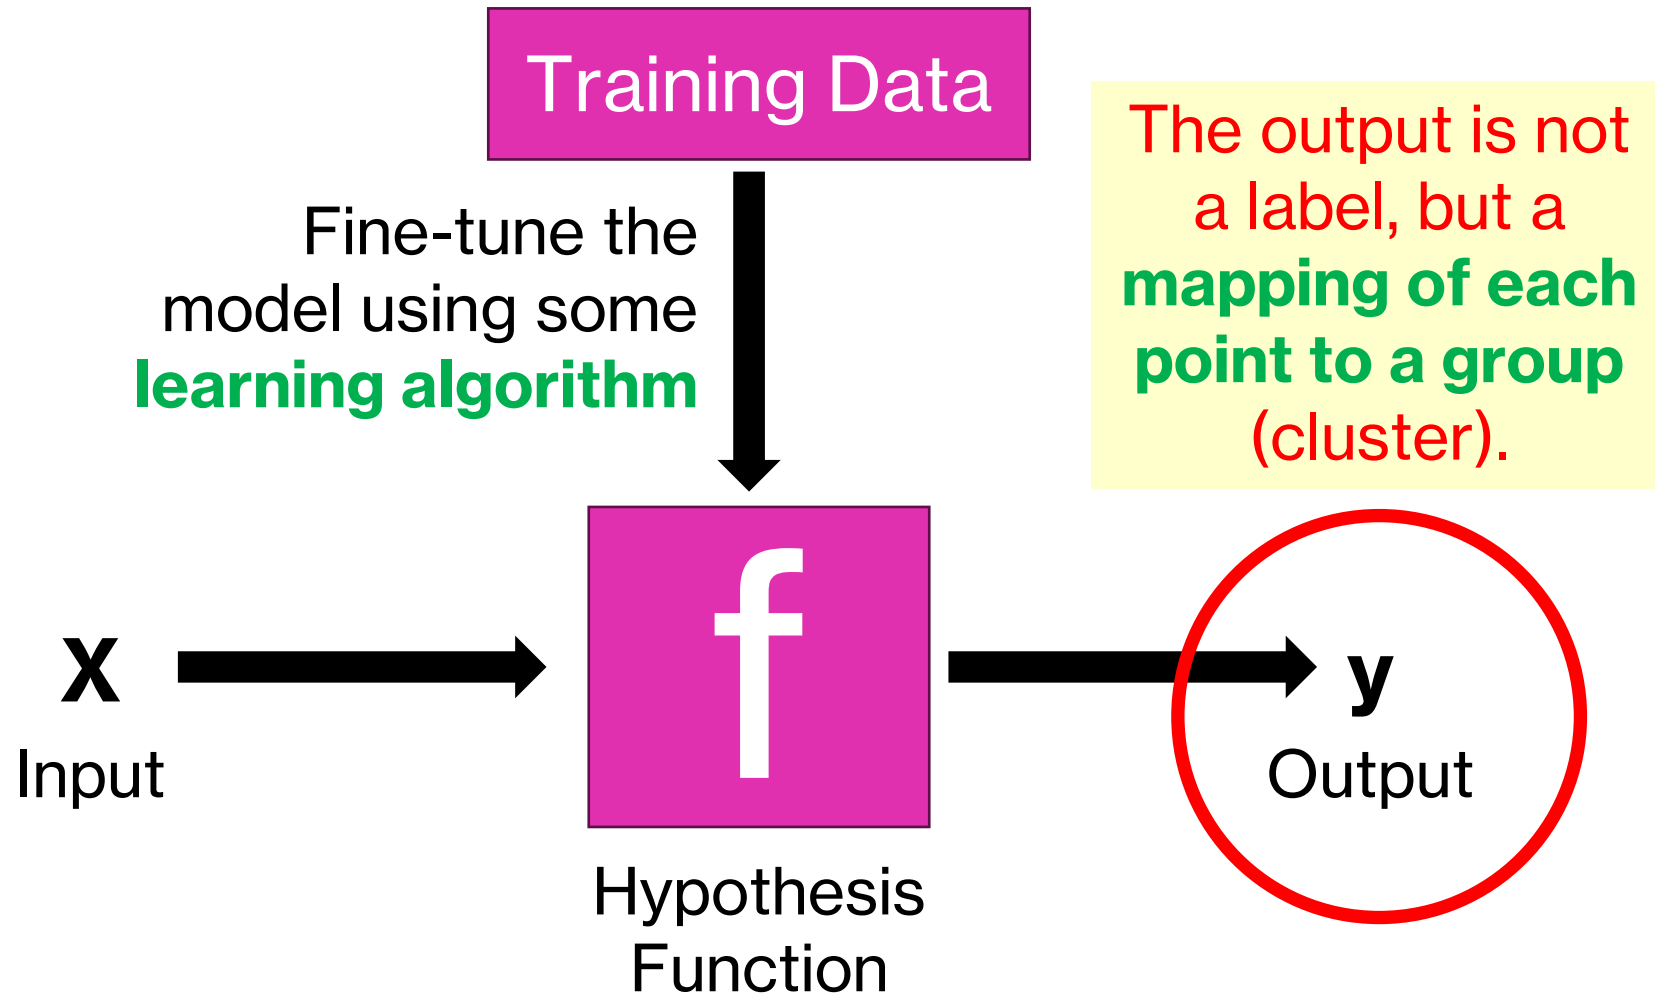 Training Data
Fine-tune the
model using some
learning algorithm
The output is not
a label, but a
mapping of each
point to a group
(cluster).
x
Input
f
Hypothesis
Function
y
Output